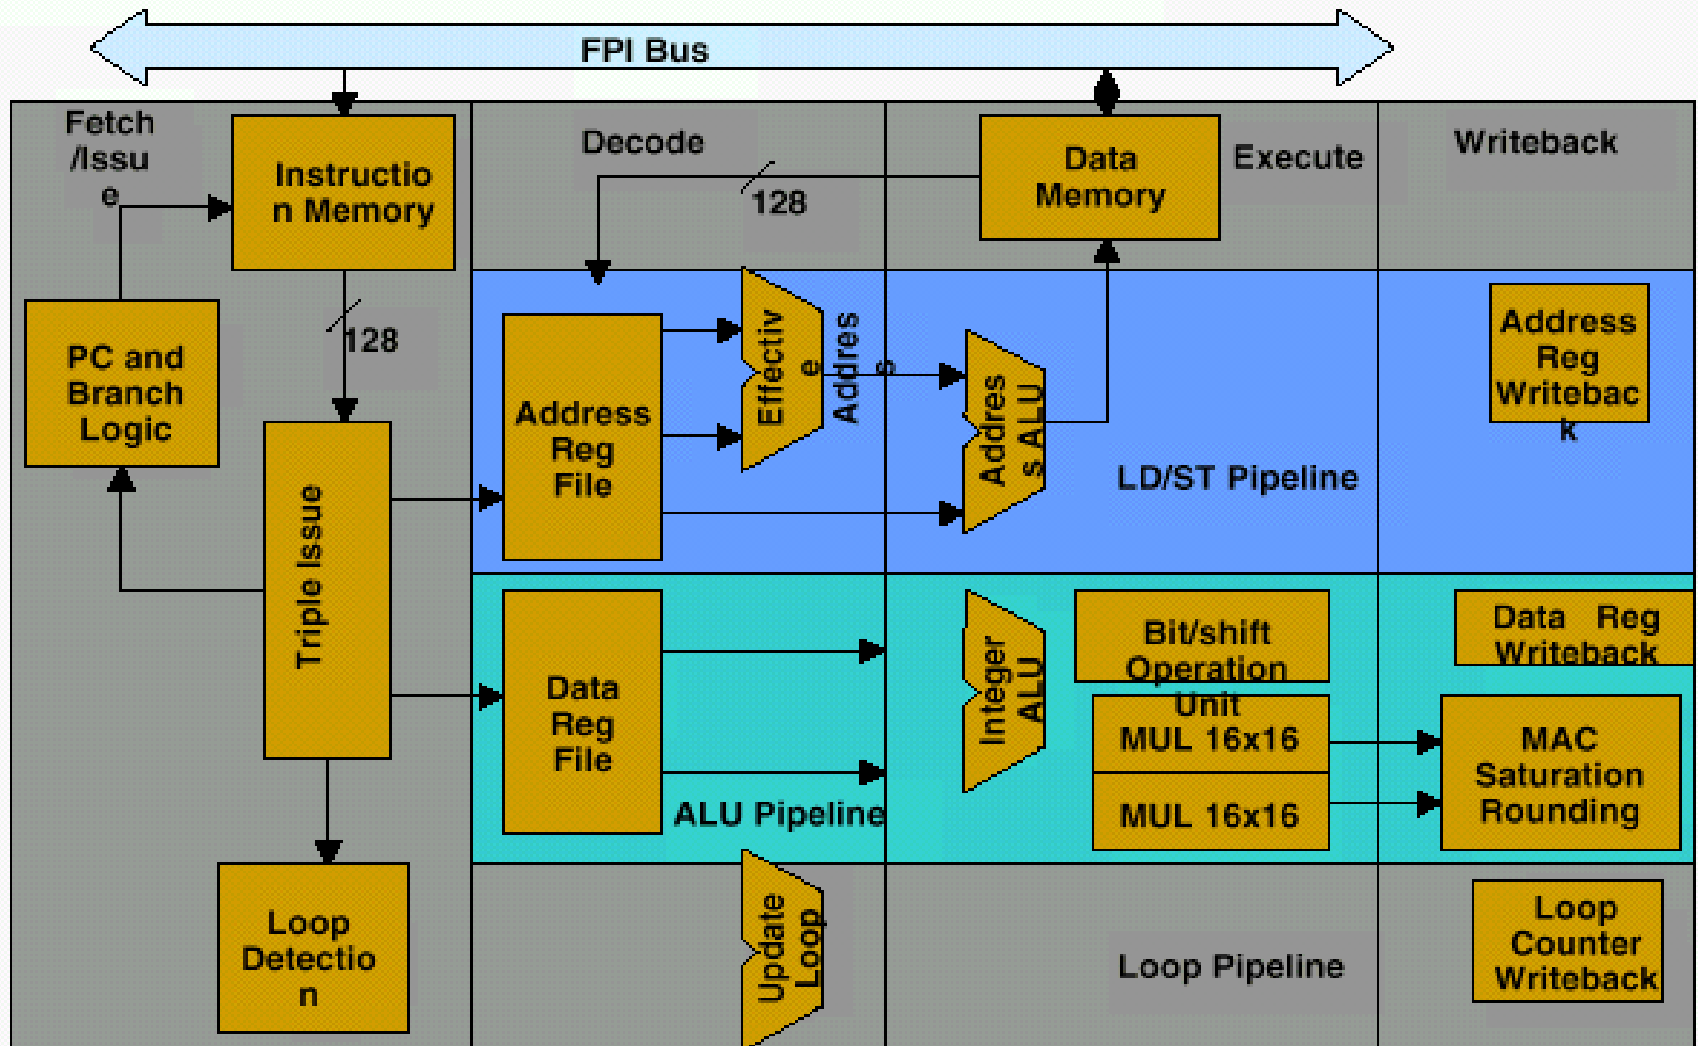 FPI Bus
Fetch
/Issu
e
Instructio
n Memory
Decode
128
Data
Memory
Execute
Writeback
PC and
Branch
Logic
128
Triple Issue
Address
Reg
File
Effectiv
e
Addres
s
Addres
s ALU
LD/ST Pipeline
Address
Reg
Writebac
k
Data
Reg
File
ALU Pipeline
Integer
ALU
Bit/shift
Operation
Unit
MUL 16x16
MUL 16x16
Data Reg
Writeback
MAC
Saturation
Rounding
Loop
Detectio
n
Update
Loop
Loop Pipeline
Loop
Counter
Writeback